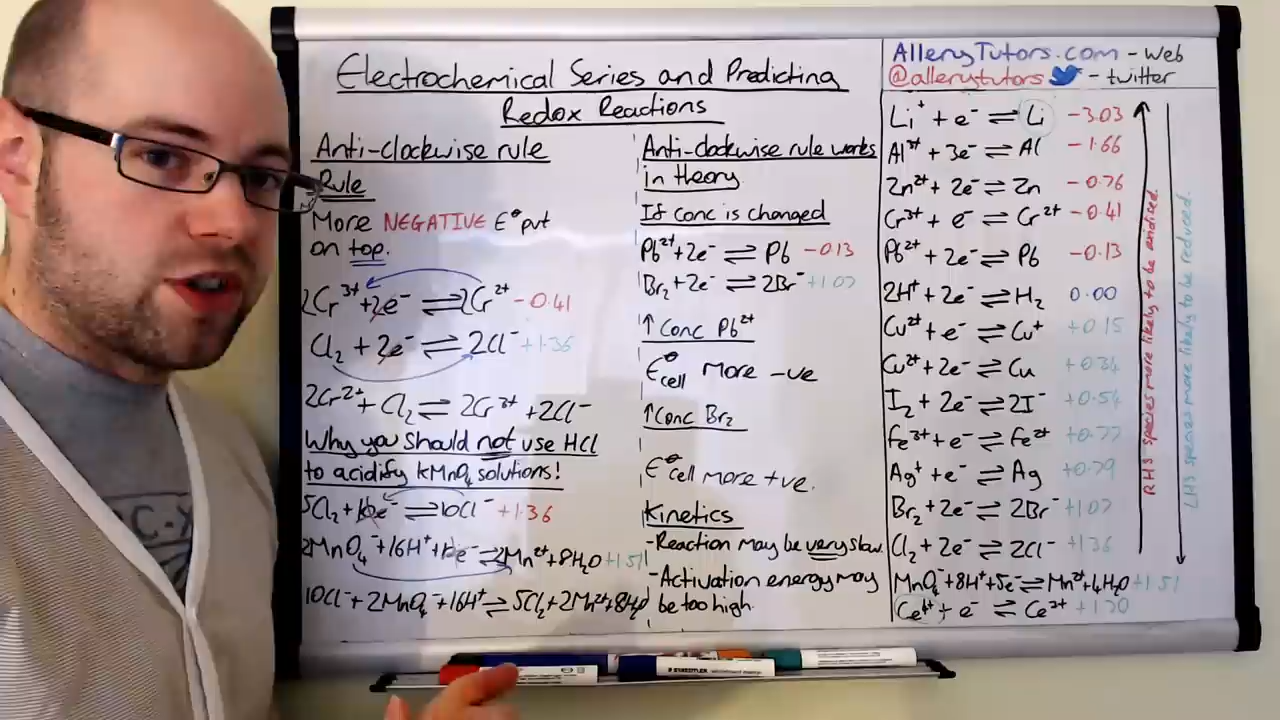 Electrochemical Series and Predicting
Redox Reactions
Anti-clockwise rule
Rule
More NEGATIVE E⊖ put
on top.
2Cr³⁺ + 2e⁻ ⇌ 2Cr²⁺ -0.41
Cl₂ + 2e⁻ ⇌ 2Cl⁻ +1.36
2Cr²⁺ + Cl₂ ⇌ 2Cr³⁺ + 2Cl⁻
Why you should not use HCl
to acidify KMnO₄ solutions!
5Cl₂ + 10e⁻ ⇌ 10Cl⁻ +1.36
2MnO₄⁻ + 16H⁺ + 10e⁻ ⇌ 2Mn²⁺ + 8H₂O +1.51
10Cl⁻ + 2MnO₄⁻ + 16H⁺ ⇌ 5Cl₂ + 2Mn²⁺ + 8H₂O
Anti-clockwise rule works
in theory
If conc is changed
Pb²⁺ + 2e⁻ ⇌ Pb -0.13
Br₂ + 2e⁻ ⇌ 2Br⁻ +1.07
↑ Conc Pb²⁺
E⊖cell more -ve
↑ Conc Br₂
E⊖cell more +ve.
Kinetics
- Reaction may be very slow.
- Activation energy may
be too high.
AlleryTutors.com - web
@allerytutors - twitter
Li⁺ + e⁻ ⇌ Li -3.03
Al³⁺ + 3e⁻ ⇌ Al -1.66
Zn²⁺ + 2e⁻ ⇌ Zn -0.76
Cr³⁺ + e⁻ ⇌ Cr²⁺ -0.41
Pb²⁺ + 2e⁻ ⇌ Pb -0.13
2H⁺ + 2e⁻ ⇌ H₂ 0.00
Cu²⁺ + e⁻ ⇌ Cu⁺ +0.15
Cu²⁺ + 2e⁻ ⇌ Cu +0.34
I₂ + 2e⁻ ⇌ 2I⁻ +0.54
Fe³⁺ + e⁻ ⇌ Fe²⁺ +0.77
Ag⁺ + e⁻ ⇌ Ag +0.79
Br₂ + 2e⁻ ⇌ 2Br⁻ +1.07
Cl₂ + 2e⁻ ⇌ 2Cl⁻ +1.36
MnO₄⁻ + 8H⁺ + 5e⁻ ⇌ Mn²⁺ + 4H₂O +1.51
Ce⁴⁺ + e⁻ ⇌ Ce³⁺ +1.70
RHS species more likely to be oxidised.
LHS species more likely to be reduced.
STAEDTLER